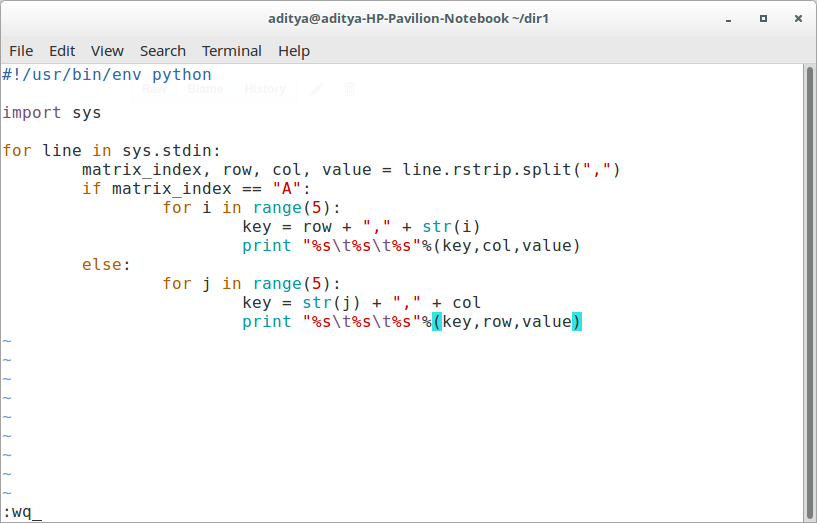 aditya@aditya-HP-Pavilion-Notebook ~/dir1
File Edit View Search Terminal Help
#!/usr/bin/env python
Raw Blame History
import sys
for line in sys.stdin:
        matrix_index, row, col, value = line.rstrip.split(",")
        if matrix_index == "A":
                for i in range(5):
                        key = row + "," + str(i)
                        print "%s\t%s\t%s"%(key,col,value)
        else:
                for j in range(5):
                        key = str(j) + "," + col
                        print "%s\t%s\t%s"%(key,row,value)
~
~
~
~
~
~
~
~
~
:wq_